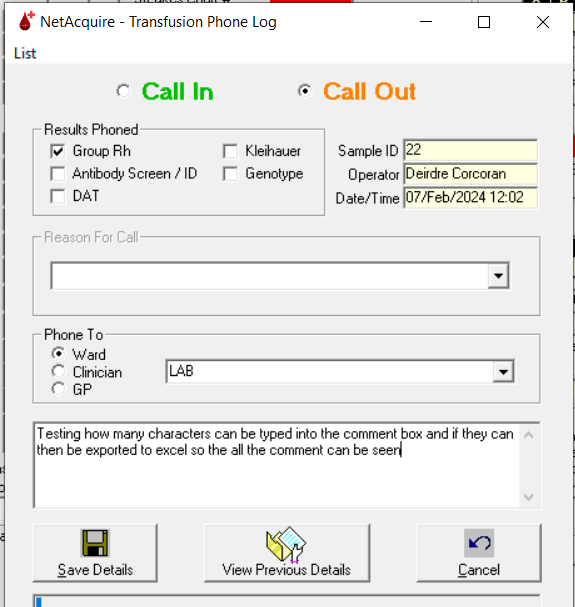 NetAcquire - Transfusion Phone Log
List
Call In
Call Out
Results Phoned
Group Rh
Kleihauer
Antibody Screen / ID
Genotype
DAT
Sample ID 22
Operator Deirdre Corcoran
Date/Time 07/Feb/2024 12:02
Reason For Call
Phone To
Ward
Clinician
GP
LAB
Testing how many characters can be typed into the comment box and if they can
then be exported to excel so the all the comment can be seen
Save Details
View Previous Details
Cancel